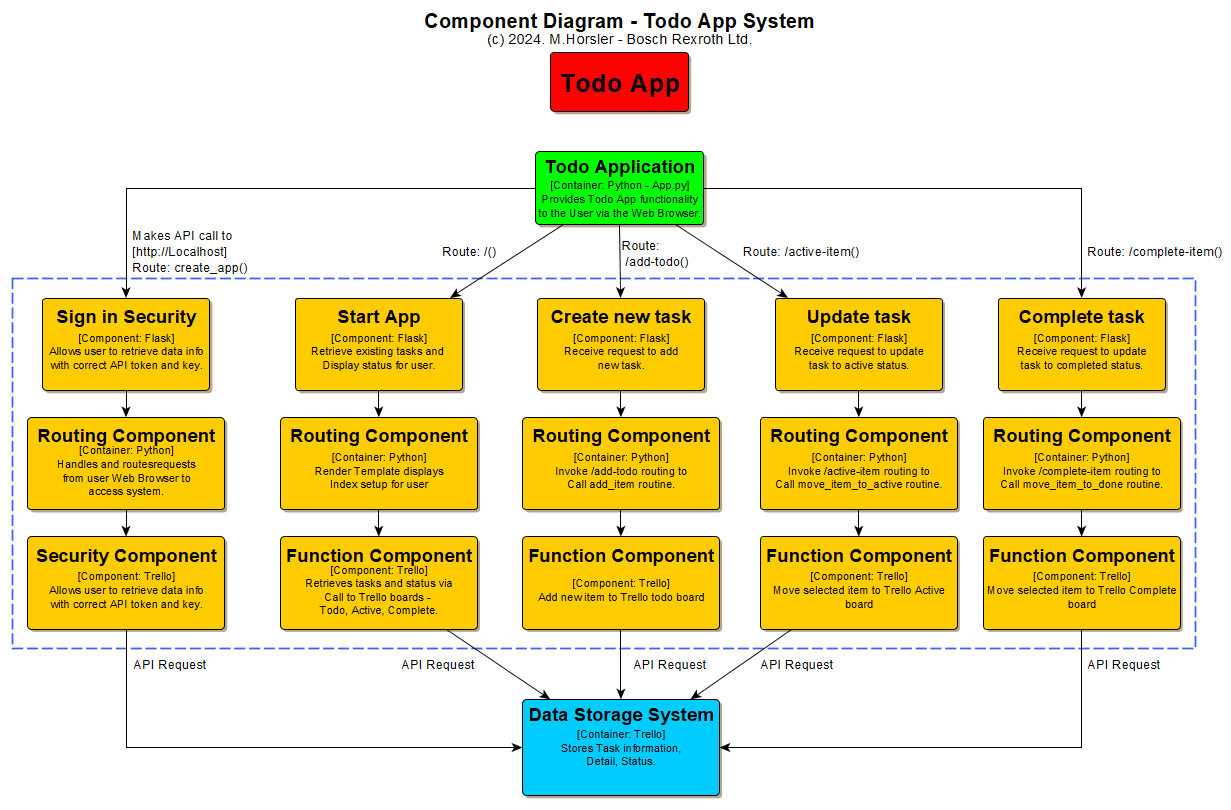 Component Diagram - Todo App System
(c) 2024. M.Horsler - Bosch Rexroth Ltd.
Todo App
Todo Application
[Container: Python - App.py]
Provides Todo App functionality
to the User via the Web Browser.
Makes API call to
[http://Localhost]
Route: create_app()
Route: /()
Route:
/add-todo()
Route: /active-item()
Route: /complete-item()
Sign in Security
[Component: Flask]
Allows user to retrieve data info
with correct API token and key.
Start App
[Component: Flask]
Retrieve existing tasks and
Display status for user.
Create new task
[Component: Flask]
Receive request to add
new task.
Update task
[Component: Flask]
Receive request to update
task to active status.
Complete task
[Component: Flask]
Receive request to update
task to completed status.
Routing Component
[Container: Python]
Handles and routesrequests
from user Web Browser to
access system.
Routing Component
[Container: Python]
Render Template displays
Index setup for user
Routing Component
[Container: Python]
Invoke /add-todo routing to
Call add_item routine.
Routing Component
[Container: Python]
Invoke /active-item routing to
Call move_item_to_active routine.
Routing Component
[Container: Python]
Invoke /complete-item routing to
Call move_item_to_done routine.
Security Component
[Component: Trello]
Allows user to retrieve data info
with correct API token and key.
Function Component
[Component: Trello]
Retrieves tasks and status via
Call to Trello boards -
Todo, Active, Complete.
Function Component
[Component: Trello]
Add new item to Trello todo board
Function Component
[Component: Trello]
Move selected item to Trello Active
board
Function Component
[Component: Trello]
Move selected item to Trello Complete
board
API Request
API Request
API Request
API Request
API Request
Data Storage System
[Container: Trello]
Stores Task information,
Detail, Status.